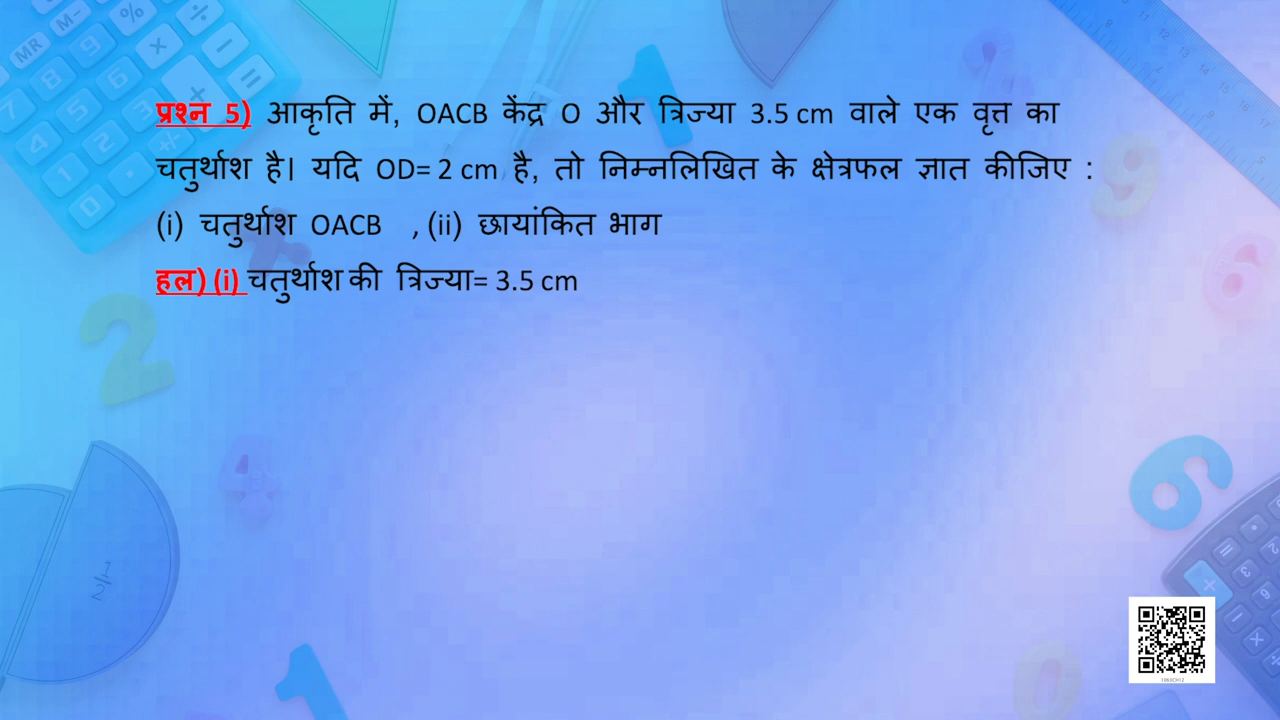 प्रश्न 5) आकृति में, OACB केंद्र O और त्रिज्या 3.5 cm वाले एक वृत्त का
चतुर्थाश है। यदि OD= 2 cm है, तो निम्नलिखित के क्षेत्रफल ज्ञात कीजिए :
(i) चतुर्थाश OACB , (ii) छायांकित भाग
हल) (i) चतुर्थाश की त्रिज्या= 3.5 cm